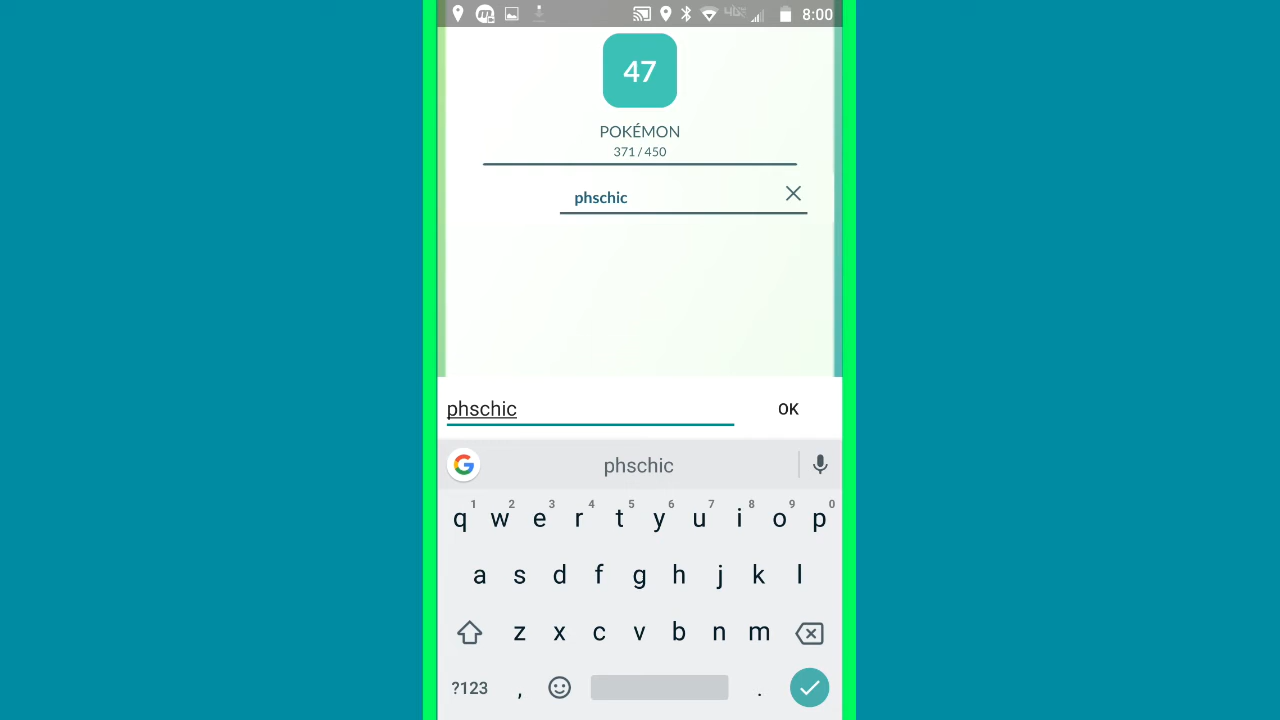 8:00
47
POKÉMON
371 / 450
phschic
phschic OK
phschic
1 2 3 4 5 6 7 8 9 0
q w e r t y u i o p
a s d f g h j k l
z x c v b n m
?123 , .